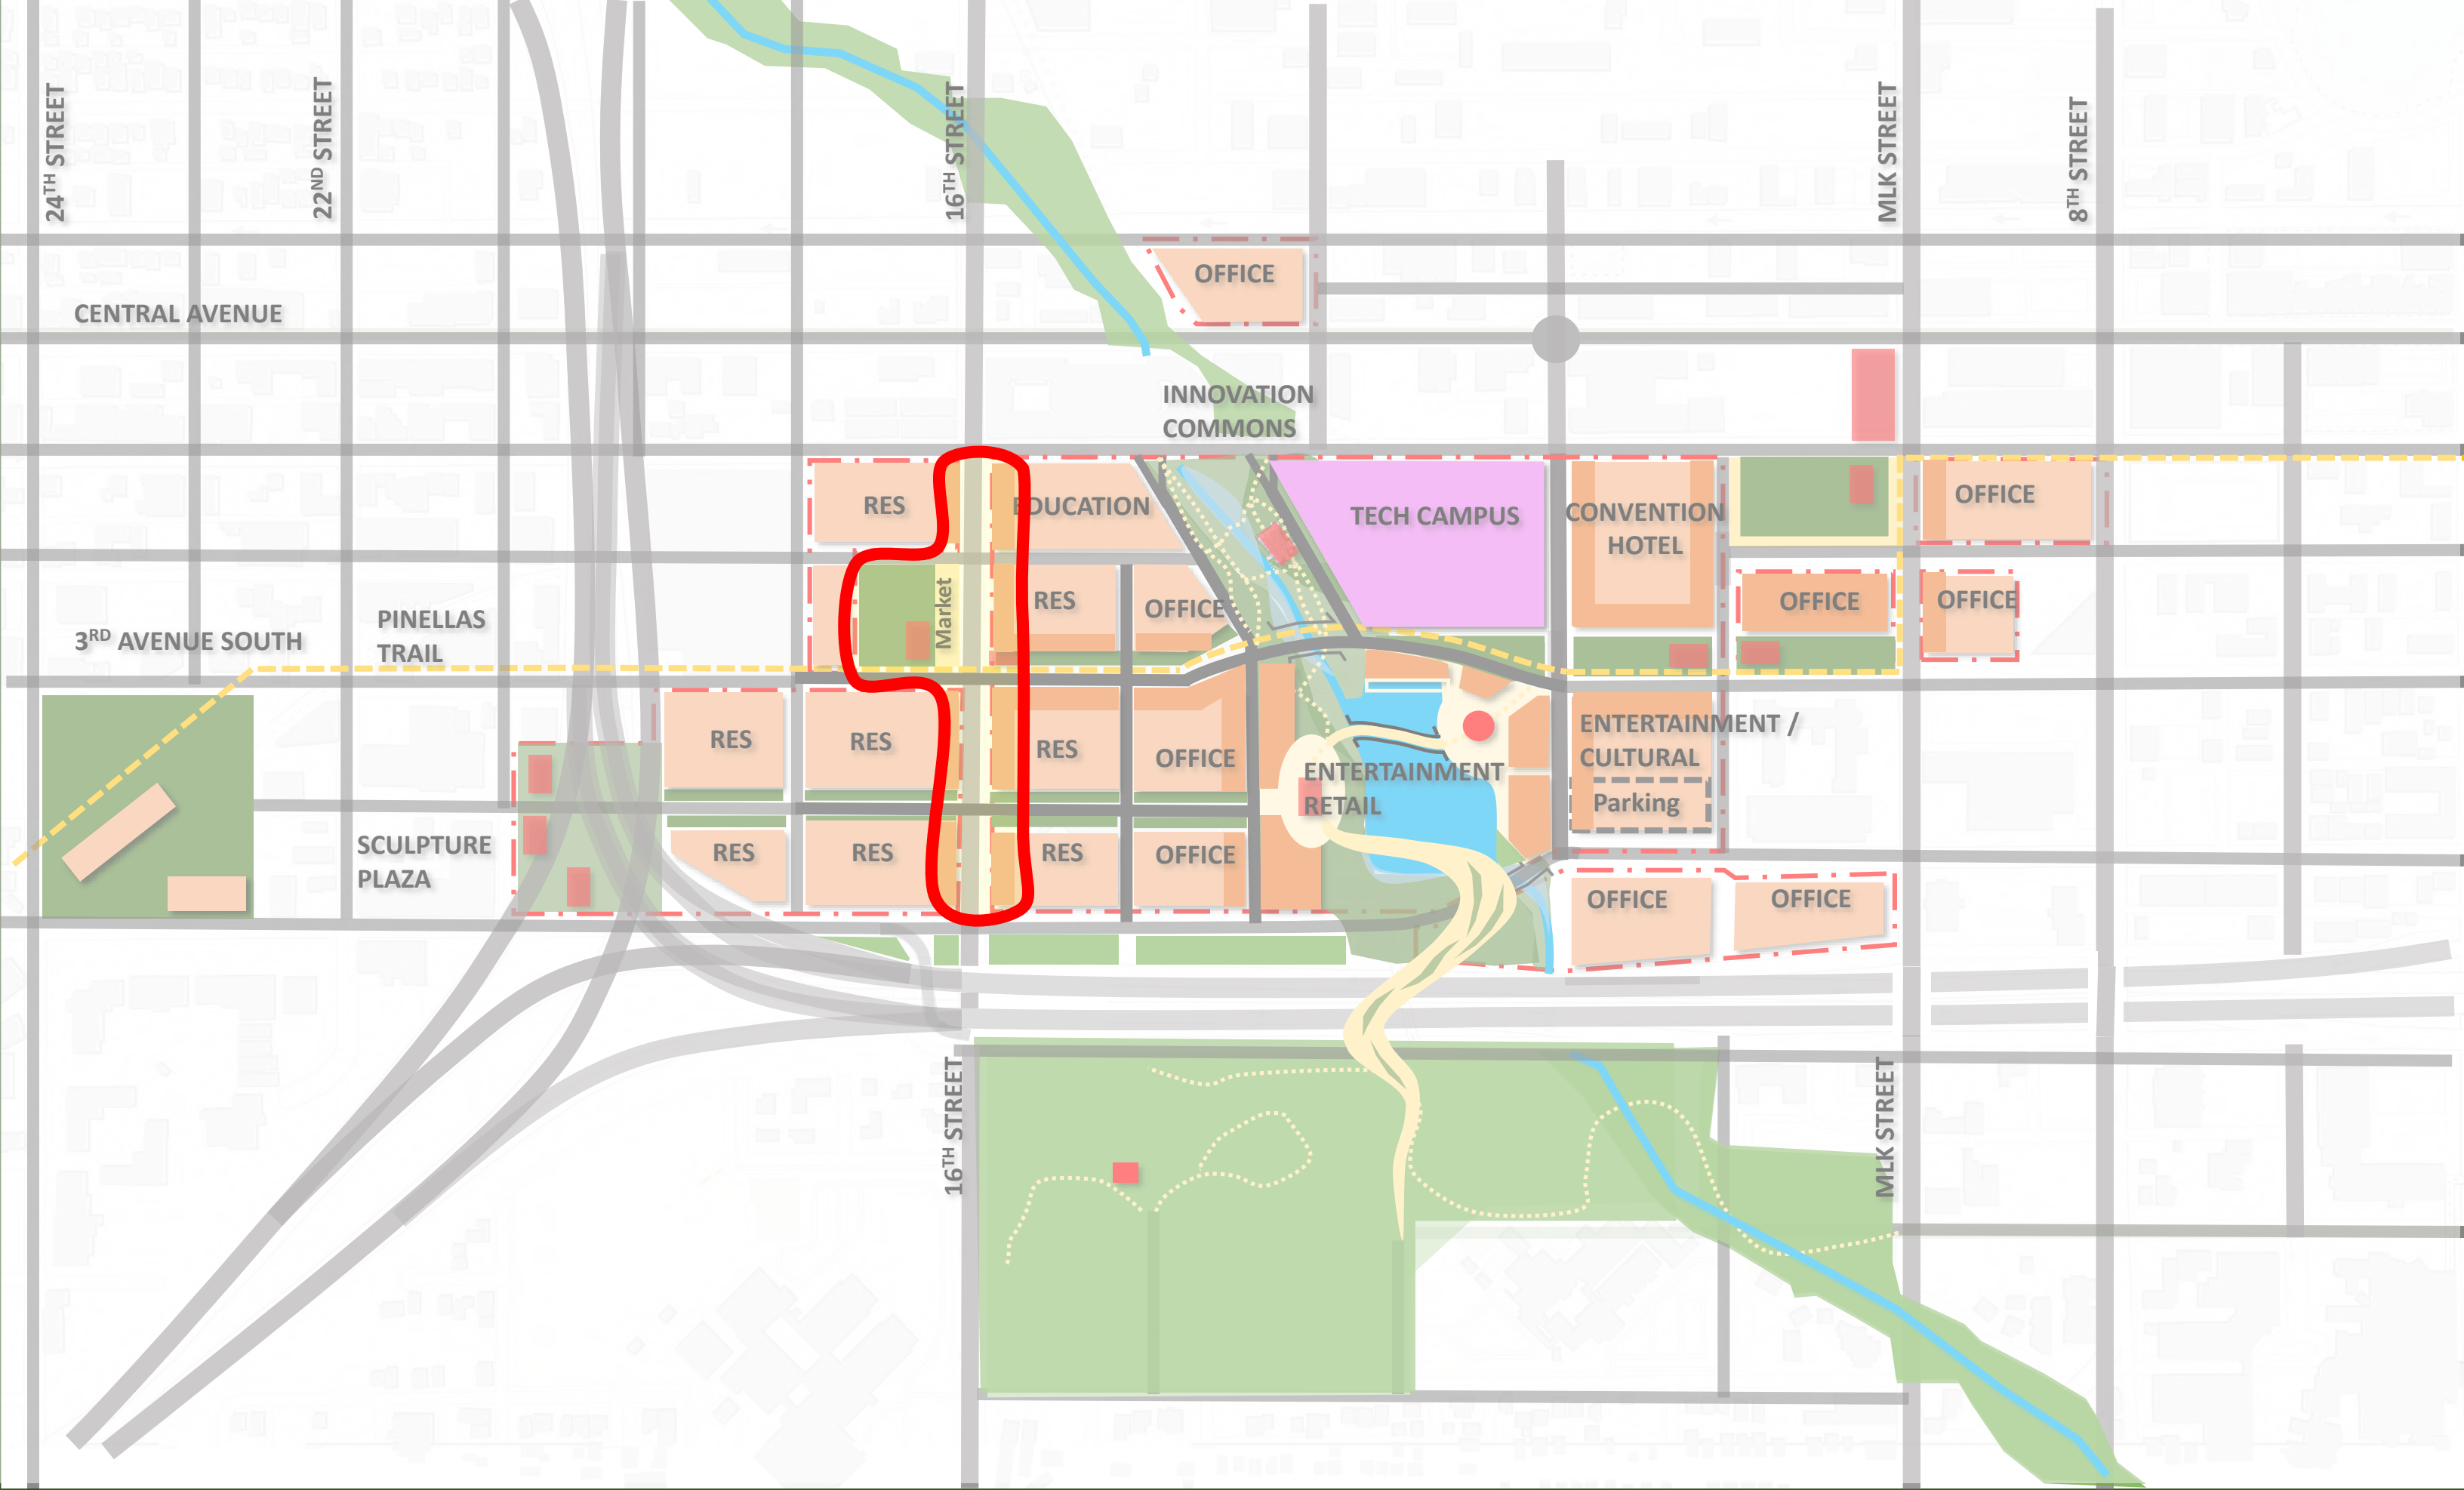 24TH STREET
22ND STREET
16TH STREET
MLK STREET
8TH STREET
OFFICE
CENTRAL AVENUE
INNOVATION
COMMONS
RES
EDUCATION
TECH CAMPUS
CONVENTION
HOTEL
OFFICE
Market
RES
OFFICE
OFFICE
OFFICE
PINELLAS
TRAIL
3RD AVENUE SOUTH
RES
RES
RES
OFFICE
ENTERTAINMENT /
CULTURAL
Parking
ENTERTAINMENT
RETAIL
SCULPTURE
PLAZA
RES
RES
RES
OFFICE
OFFICE
OFFICE
16TH STREET
MLK STREET